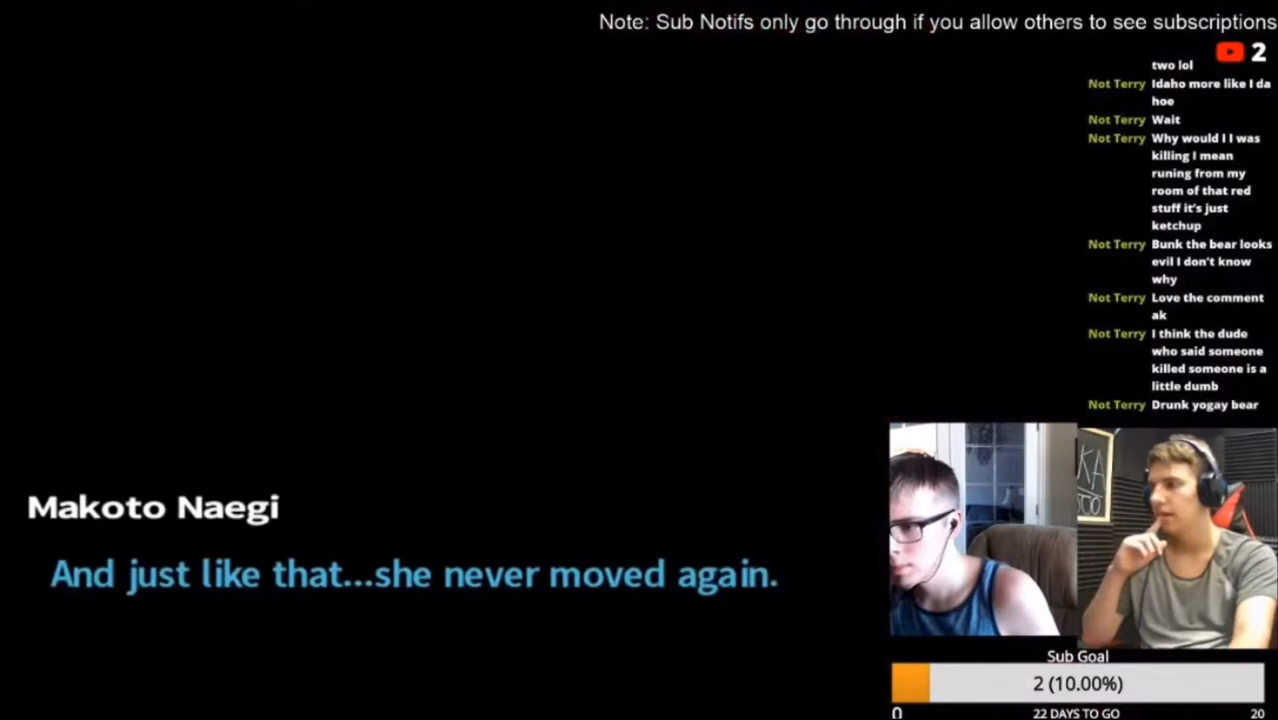 Note: Sub Notifs only go through if you allow others to see subscriptions
2
two lol
Not Terry Idaho more like I da
hoe
Not Terry Wait
Not Terry Why would I I was
killing I mean
runing from my
room of that red
stuff it's just
ketchup
Not Terry Bunk the bear looks
evil I don't know
why
Not Terry Love the comment
ak
Not Terry I think the dude
who said someone
killed someone is a
little dumb
Not Terry Drunk yogay bear
KA
Makoto Naegi
And just like that...she never moved again.
Sub Goal
2 (10.00%)
0 22 DAYS TO GO 20